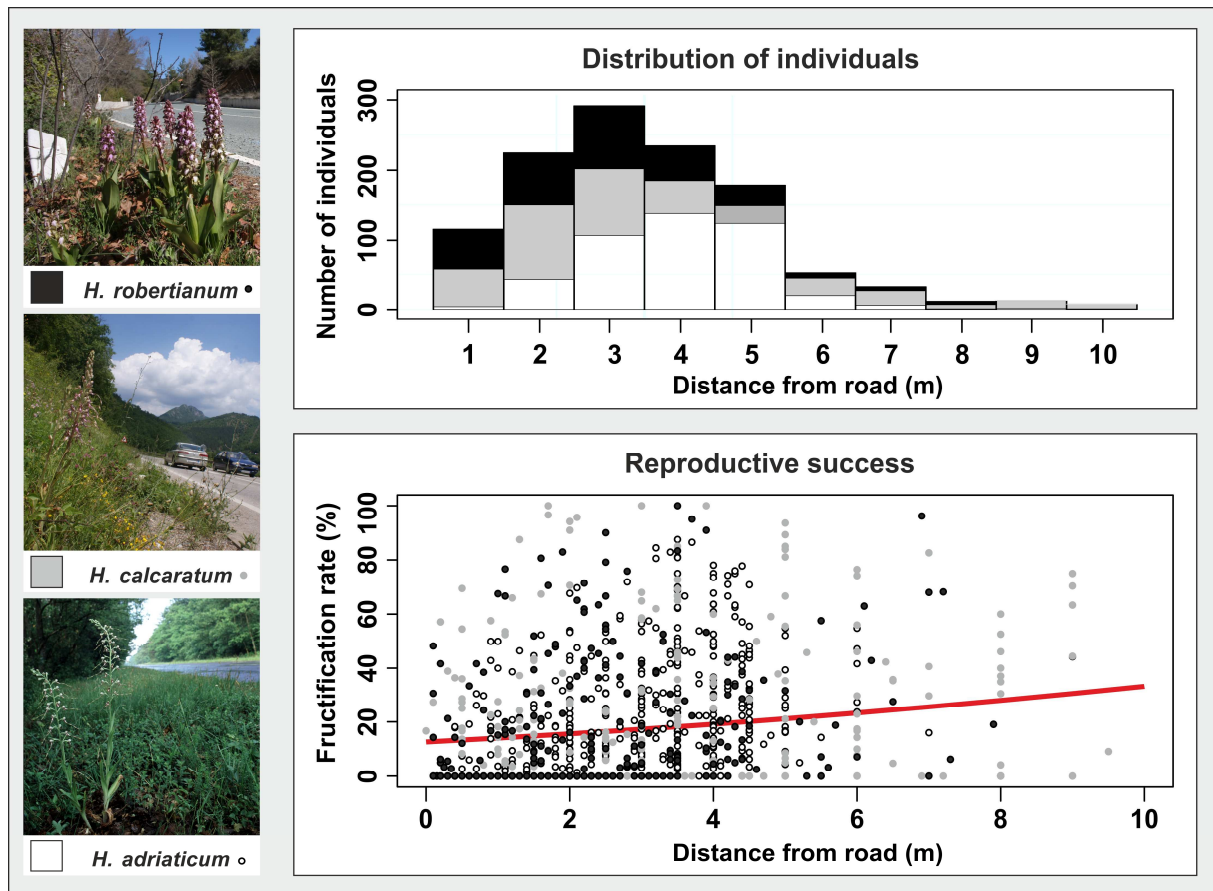 H. robertianum
H. calcaratum
H. adriaticum
Distribution of individuals
Number of individuals
300
200
100
0
1 2 3 4 5 6 7 8 9 10
Distance from road (m)
Reproductive success
Fructification rate (%)
100
80
60
40
20
0
0 2 4 6 8 10
Distance from road (m)